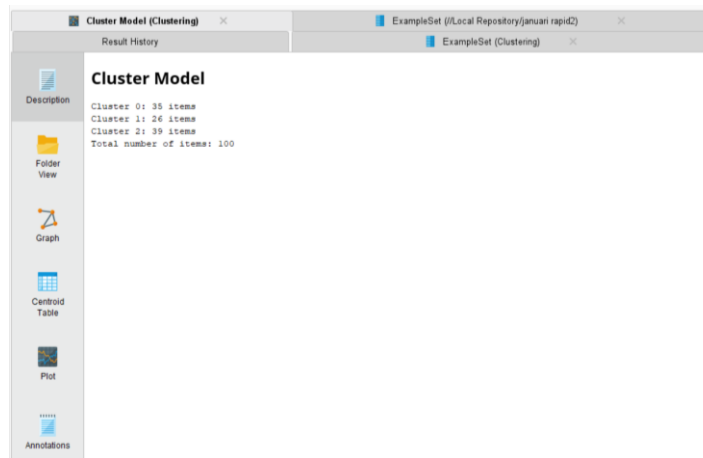 Cluster Model (Clustering)
ExampleSet (//Local Repository/januari rapid2)
Result History
ExampleSet (Clustering)
Description
Folder
View
Graph
Centroid
Table
Plot
Annotations
Cluster Model
Cluster 0: 35 items
Cluster 1: 26 items
Cluster 2: 39 items
Total number of items: 100